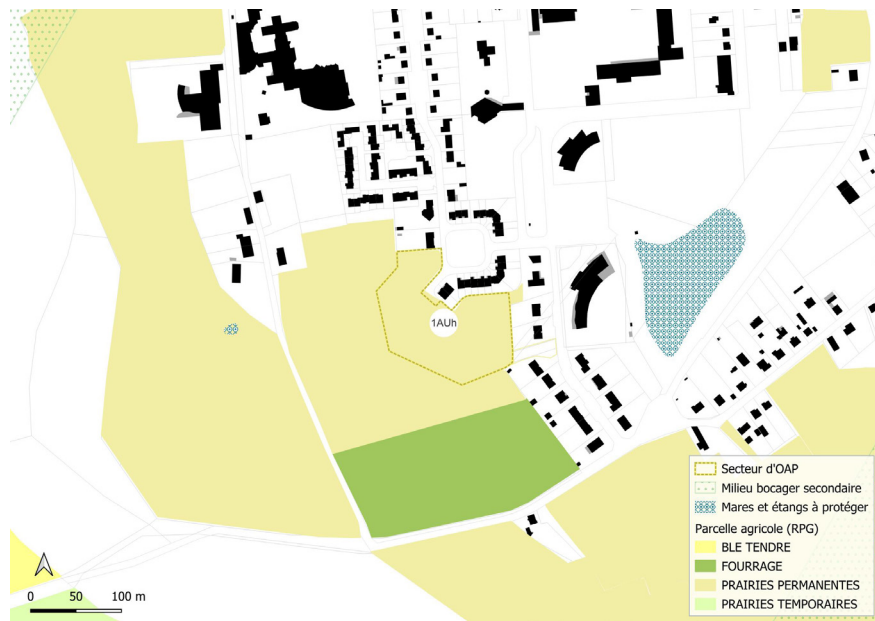 1AUh
Secteur d'OAP
Milieu bocager secondaire
Mares et étangs à protéger
Parcelle agricole (RPG)
BLE TENDRE
FOURRAGE
PRAIRIES PERMANENTES
PRAIRIES TEMPORAIRES
0 50 100 m